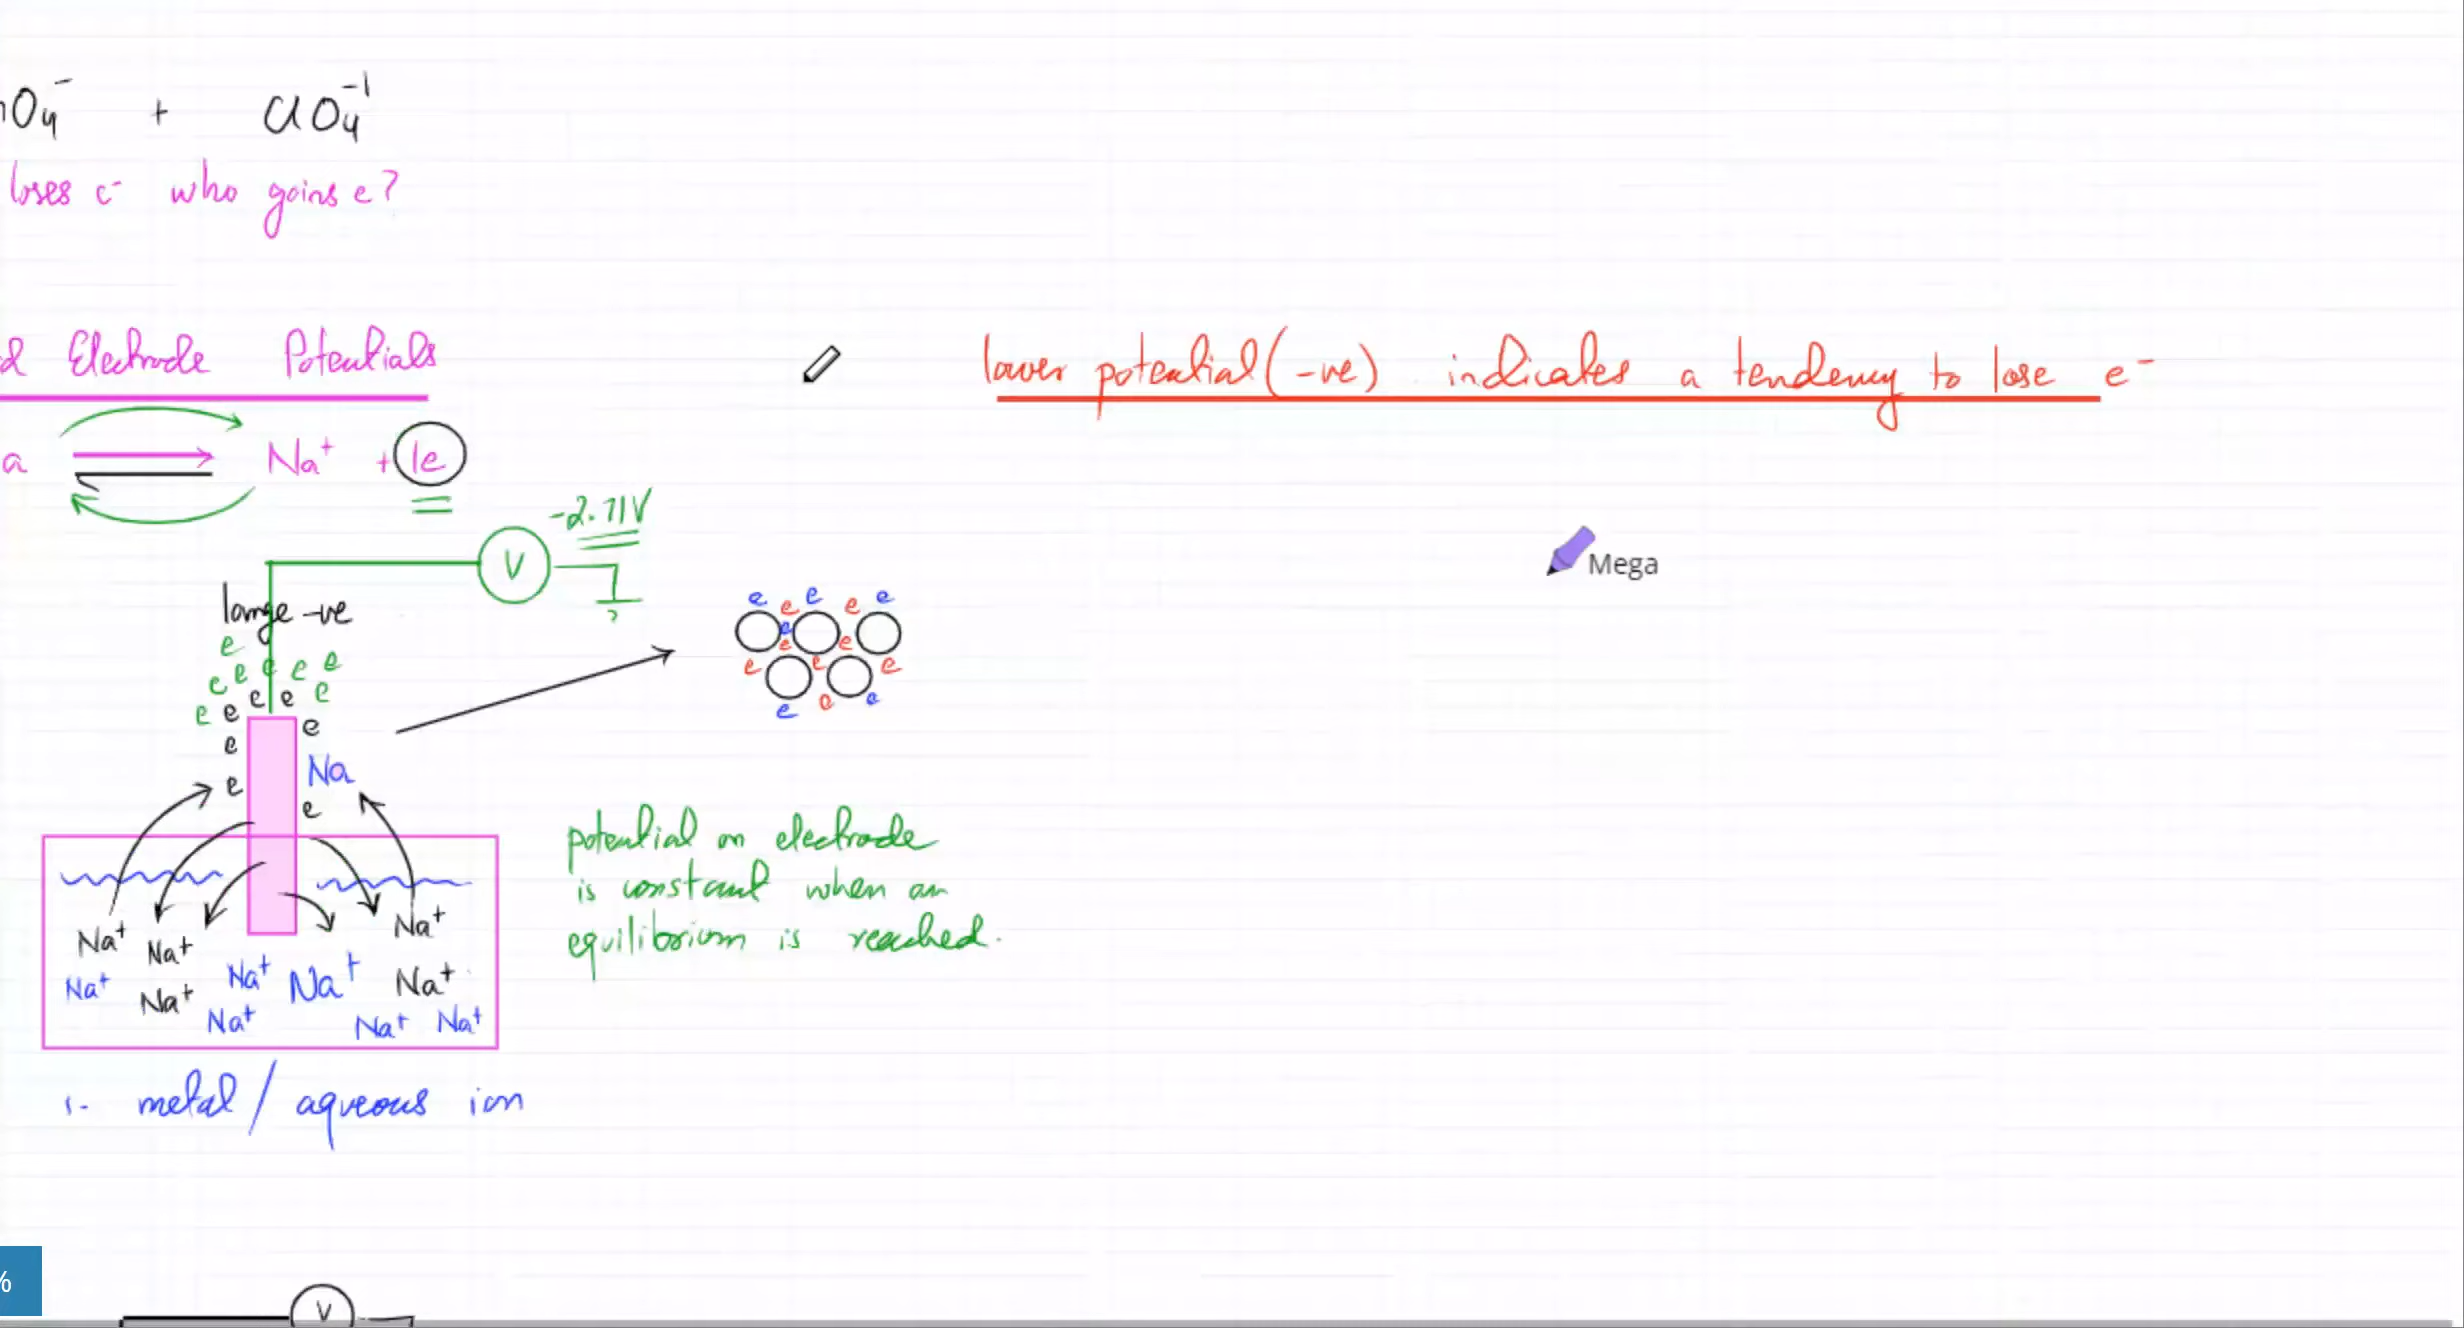 O₄⁻ + ClO₄⁻¹
loses e⁻ who gains e?
d Electrode Potentials
lower potential (-ve) indicates a tendency to lose e⁻
a Na⁺ + 1e
-2.71V
V
Mega
large -ve
e e e e e
e e e e e e
e e e e e e
e e e e e
e e e e
e e
e Na
e e
potential on electrode
is constant when an
equilibrium is reached.
Na⁺ Na⁺ Na⁺
Na⁺ Na⁺ Na⁺ Na⁺ Na⁺
Na⁺ Na⁺ Na⁺
1- metal / aqueous ion
%
V